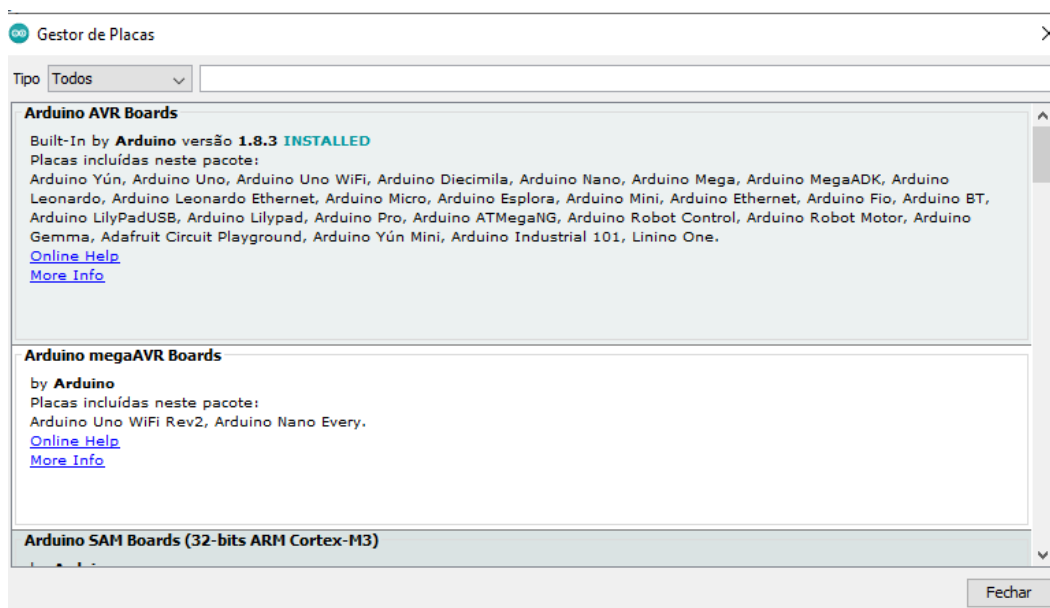 Gestor de Placas
Tipo Todos
Arduino AVR Boards
Built-In by Arduino versão 1.8.3 INSTALLED
Placas incluídas neste pacote:
Arduino Yún, Arduino Uno, Arduino Uno WiFi, Arduino Diecimila, Arduino Nano, Arduino Mega, Arduino MegaADK, Arduino
Leonardo, Arduino Leonardo Ethernet, Arduino Micro, Arduino Esplora, Arduino Mini, Arduino Ethernet, Arduino Fio, Arduino BT,
Arduino LilyPadUSB, Arduino Lilypad, Arduino Pro, Arduino ATMegaNG, Arduino Robot Control, Arduino Robot Motor, Arduino
Gemma, Adafruit Circuit Playground, Arduino Yún Mini, Arduino Industrial 101, Linino One.
Online Help
More Info
Arduino megaAVR Boards
by Arduino
Placas incluídas neste pacote:
Arduino Uno WiFi Rev2, Arduino Nano Every.
Online Help
More Info
Arduino SAM Boards (32-bits ARM Cortex-M3)
Fechar